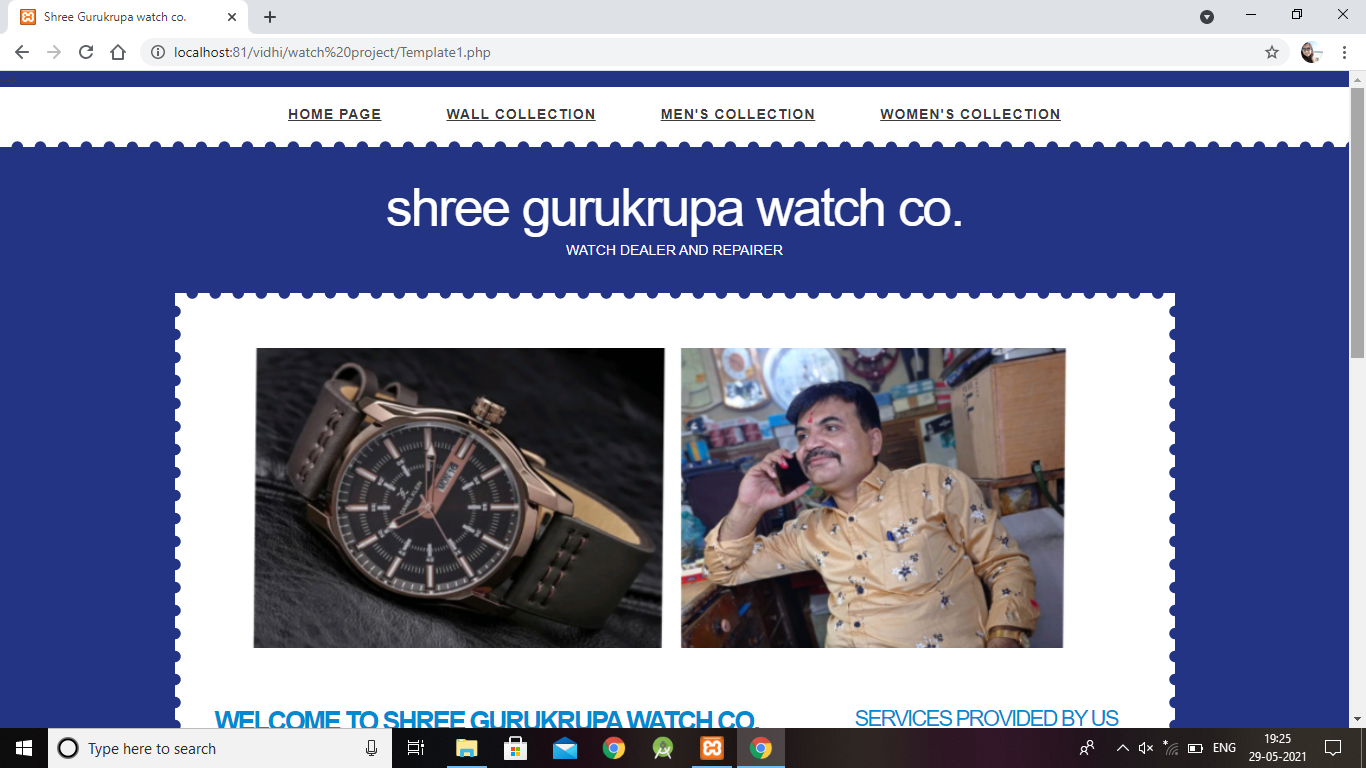 Shree Gurukrupa watch co.
localhost:81/vidhi/watch%20project/Template1.php
HOME PAGE WALL COLLECTION MEN'S COLLECTION WOMEN'S COLLECTION
shree gurukrupa watch co.
WATCH DEALER AND REPAIRER
DANIEL KLEIN
WELCOME TO SHREE GURUKRUPA WATCH CO.
SERVICES PROVIDED BY US
Type here to search
ENG
19:25
29-05-2021